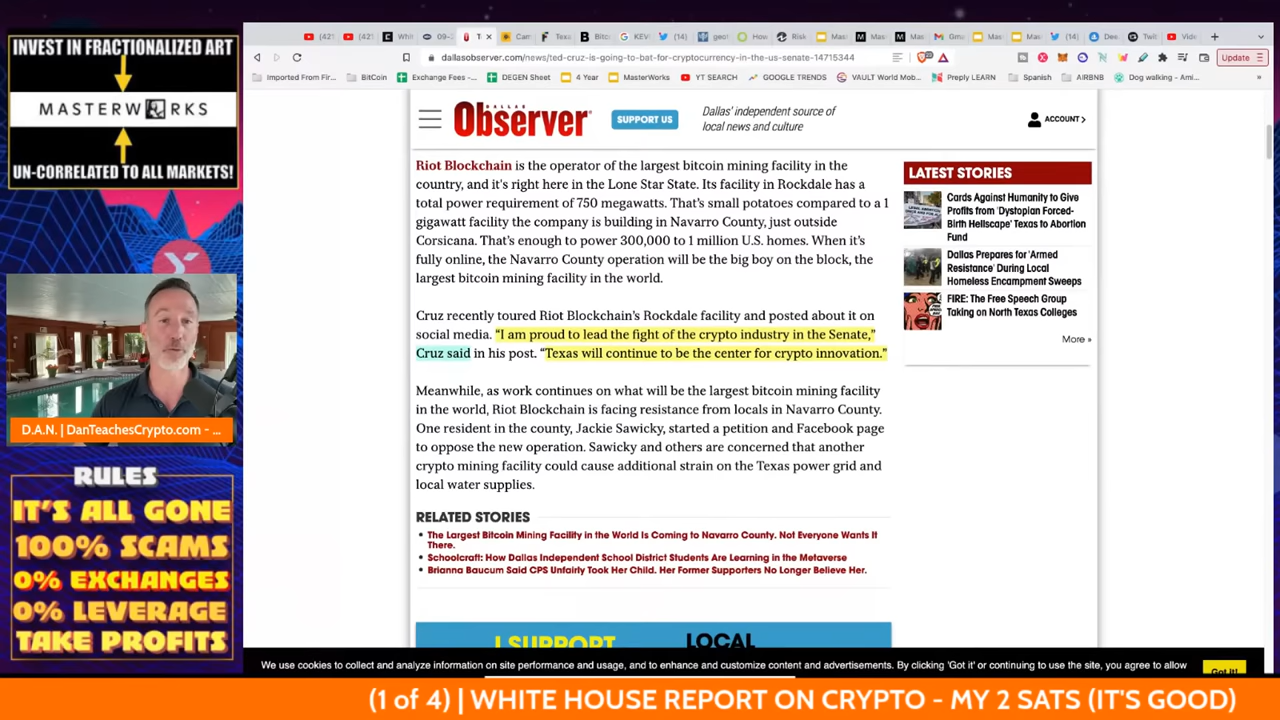 INVEST IN FRACTIONALIZED ART
MASTERWORKS
UN-CORRELATED TO ALL MARKETS!
D.A.N. | DanTeachesCrypto.com - ...
RULES
IT'S ALL GONE
100% SCAMS
0% EXCHANGES
0% LEVERAGE
TAKE PROFITS
dallasobserver.com/news/ted-cruz-is-going-to-bat-for-cryptocurrency-in-the-us-senate-14715344
Update
Imported From Fir...
BitCoin
Exchange Fees -...
DEGEN Sheet
4 Year
MasterWorks
YT SEARCH
GOOGLE TRENDS
VAULT World Mob...
Preply LEARN
Spanish
AIRBNB
Dog walking - Ami...
DALLAS
Observer
SUPPORT US
Dallas' independent source of
local news and culture
ACCOUNT >
Riot Blockchain is the operator of the largest bitcoin mining facility in the
country, and it's right here in the Lone Star State. Its facility in Rockdale has a
total power requirement of 750 megawatts. That's small potatoes compared to a 1
gigawatt facility the company is building in Navarro County, just outside
Corsicana. That's enough to power 300,000 to 1 million U.S. homes. When it's
fully online, the Navarro County operation will be the big boy on the block, the
largest bitcoin mining facility in the world.
Cruz recently toured Riot Blockchain's Rockdale facility and posted about it on
social media. “I am proud to lead the fight of the crypto industry in the Senate,”
Cruz said in his post. “Texas will continue to be the center for crypto innovation.”
Meanwhile, as work continues on what will be the largest bitcoin mining facility
in the world, Riot Blockchain is facing resistance from locals in Navarro County.
One resident in the county, Jackie Sawicky, started a petition and Facebook page
to oppose the new operation. Sawicky and others are concerned that another
crypto mining facility could cause additional strain on the Texas power grid and
local water supplies.
RELATED STORIES
The Largest Bitcoin Mining Facility in the World Is Coming to Navarro County. Not Everyone Wants It
There.
Schoolcraft: How Dallas Independent School District Students Are Learning in the Metaverse
Brianna Baucum Said CPS Unfairly Took Her Child. Her Former Supporters No Longer Believe Her.
LATEST STORIES
Cards Against Humanity to Give
Profits from 'Dystopian Forced-
Birth Hellscape' Texas to Abortion
Fund
Dallas Prepares for 'Armed
Resistance' During Local
Homeless Encampment Sweeps
FIRE: The Free Speech Group
Taking on North Texas Colleges
More »
I SUPPORT
LOCAL
We use cookies to collect and analyze information on site performance and usage, and to enhance and customize content and advertisements. By clicking 'Got it' or continuing to use the site, you agree to allow
Got it!
(1 of 4) | WHITE HOUSE REPORT ON CRYPTO - MY 2 SATS (IT'S GOOD)